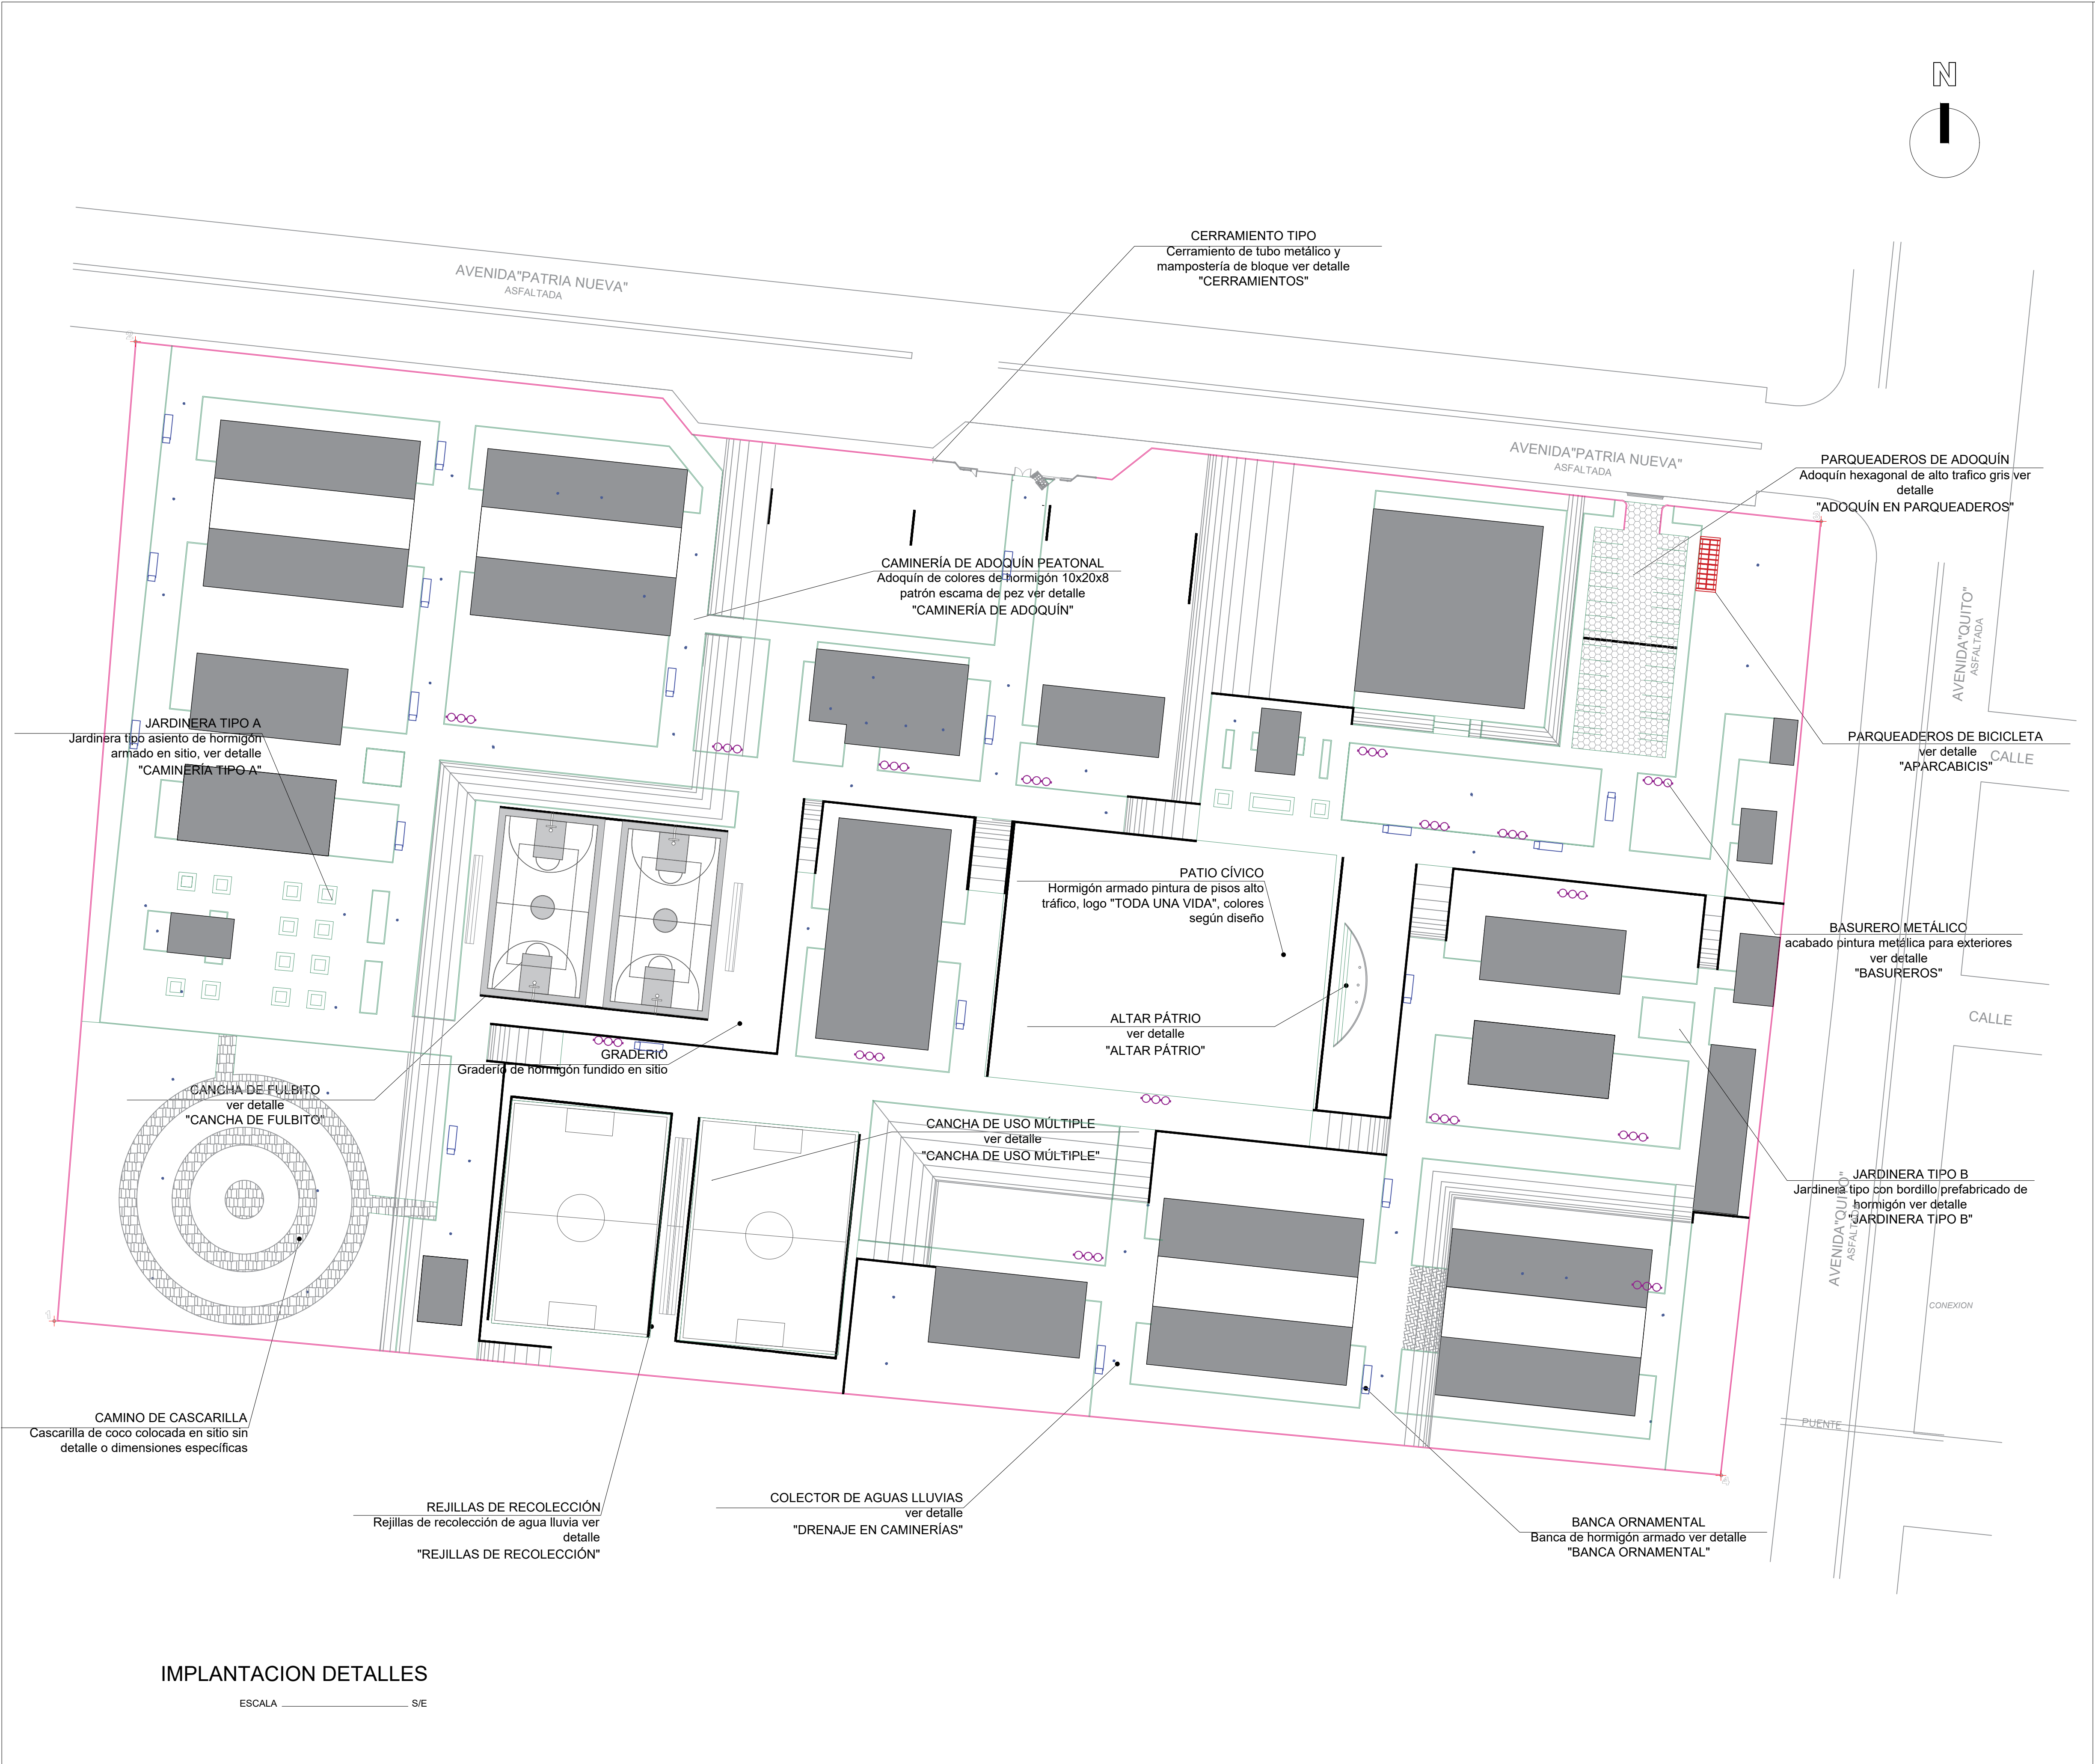 N
CERRAMIENTO TIPO
Cerramiento de tubo metálico y
mampostería de bloque ver detalle
"CERRAMIENTOS"
AVENIDA"PATRIA NUEVA"
ASFALTADA
AVENIDA"PATRIA NUEVA"
ASFALTADA
PARQUEADEROS DE ADOQUÍN
Adoquín hexagonal de alto trafico gris ver
detalle
"ADOQUÍN EN PARQUEADEROS"
CAMINERÍA DE ADOQUÍN PEATONAL
Adoquín de colores de hormigón 10x20x8
patrón escama de pez ver detalle
"CAMINERÍA DE ADOQUÍN"
AVENIDA"QUITO"
ASFALTADA
JARDINERA TIPO A
Jardinera tipo asiento de hormigón
armado en sitio, ver detalle
"CAMINERÍA TIPO A"
PARQUEADEROS DE BICICLETA
ver detalle
"APARCABICIS"
CALLE
PATIO CÍVICO
Hormigón armado pintura de pisos alto
tráfico, logo "TODA UNA VIDA", colores
según diseño
BASURERO METÁLICO
acabado pintura metálica para exteriores
ver detalle
"BASUREROS"
ALTAR PÁTRIO
ver detalle
"ALTAR PÁTRIO"
CALLE
GRADERIO
Graderío de hormigón fundido en sitio
CANCHA DE FULBITO
ver detalle
"CANCHA DE FULBITO"
CANCHA DE USO MÚLTIPLE
ver detalle
"CANCHA DE USO MÚLTIPLE"
JARDINERA TIPO B
Jardinera tipo con bordillo prefabricado de
hormigón ver detalle
"JARDINERA TIPO B"
AVENIDA"QUITO"
ASFALTADA
CONEXION
CAMINO DE CASCARILLA
Cascarilla de coco colocada en sitio sin
detalle o dimensiones específicas
PUENTE
REJILLAS DE RECOLECCIÓN
Rejillas de recolección de agua lluvia ver
detalle
"REJILLAS DE RECOLECCIÓN"
COLECTOR DE AGUAS LLUVIAS
ver detalle
"DRENAJE EN CAMINERÍAS"
BANCA ORNAMENTAL
Banca de hormigón armado ver detalle
"BANCA ORNAMENTAL"
IMPLANTACION DETALLES
ESCALA S/E